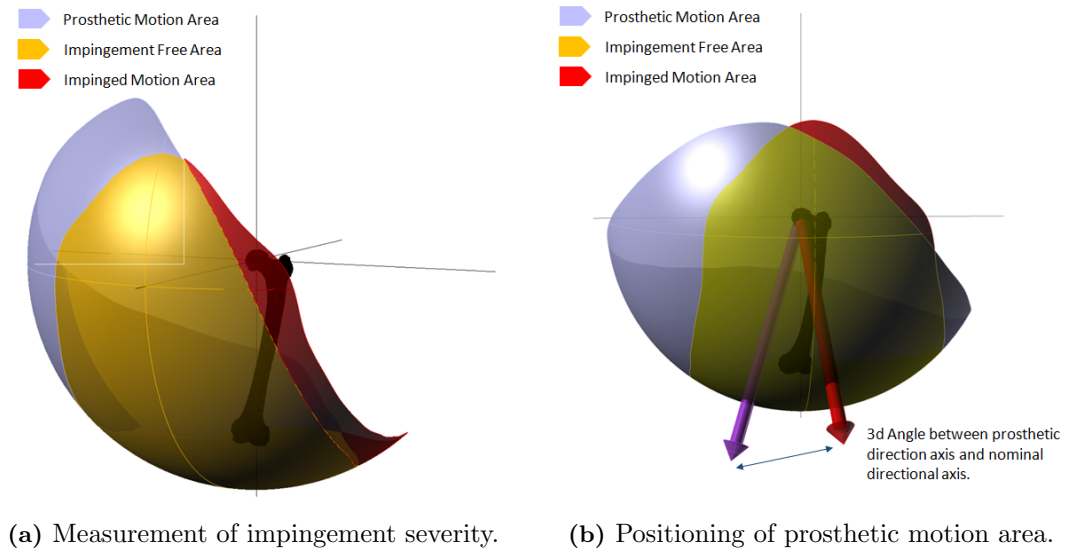 Prosthetic Motion Area
Impingement Free Area
Impinged Motion Area
Prosthetic Motion Area
Impingement Free Area
Impinged Motion Area
3d Angle between prosthetic
direction axis and nominal
directional axis.
(a) Measurement of impingement severity.
(b) Positioning of prosthetic motion area.